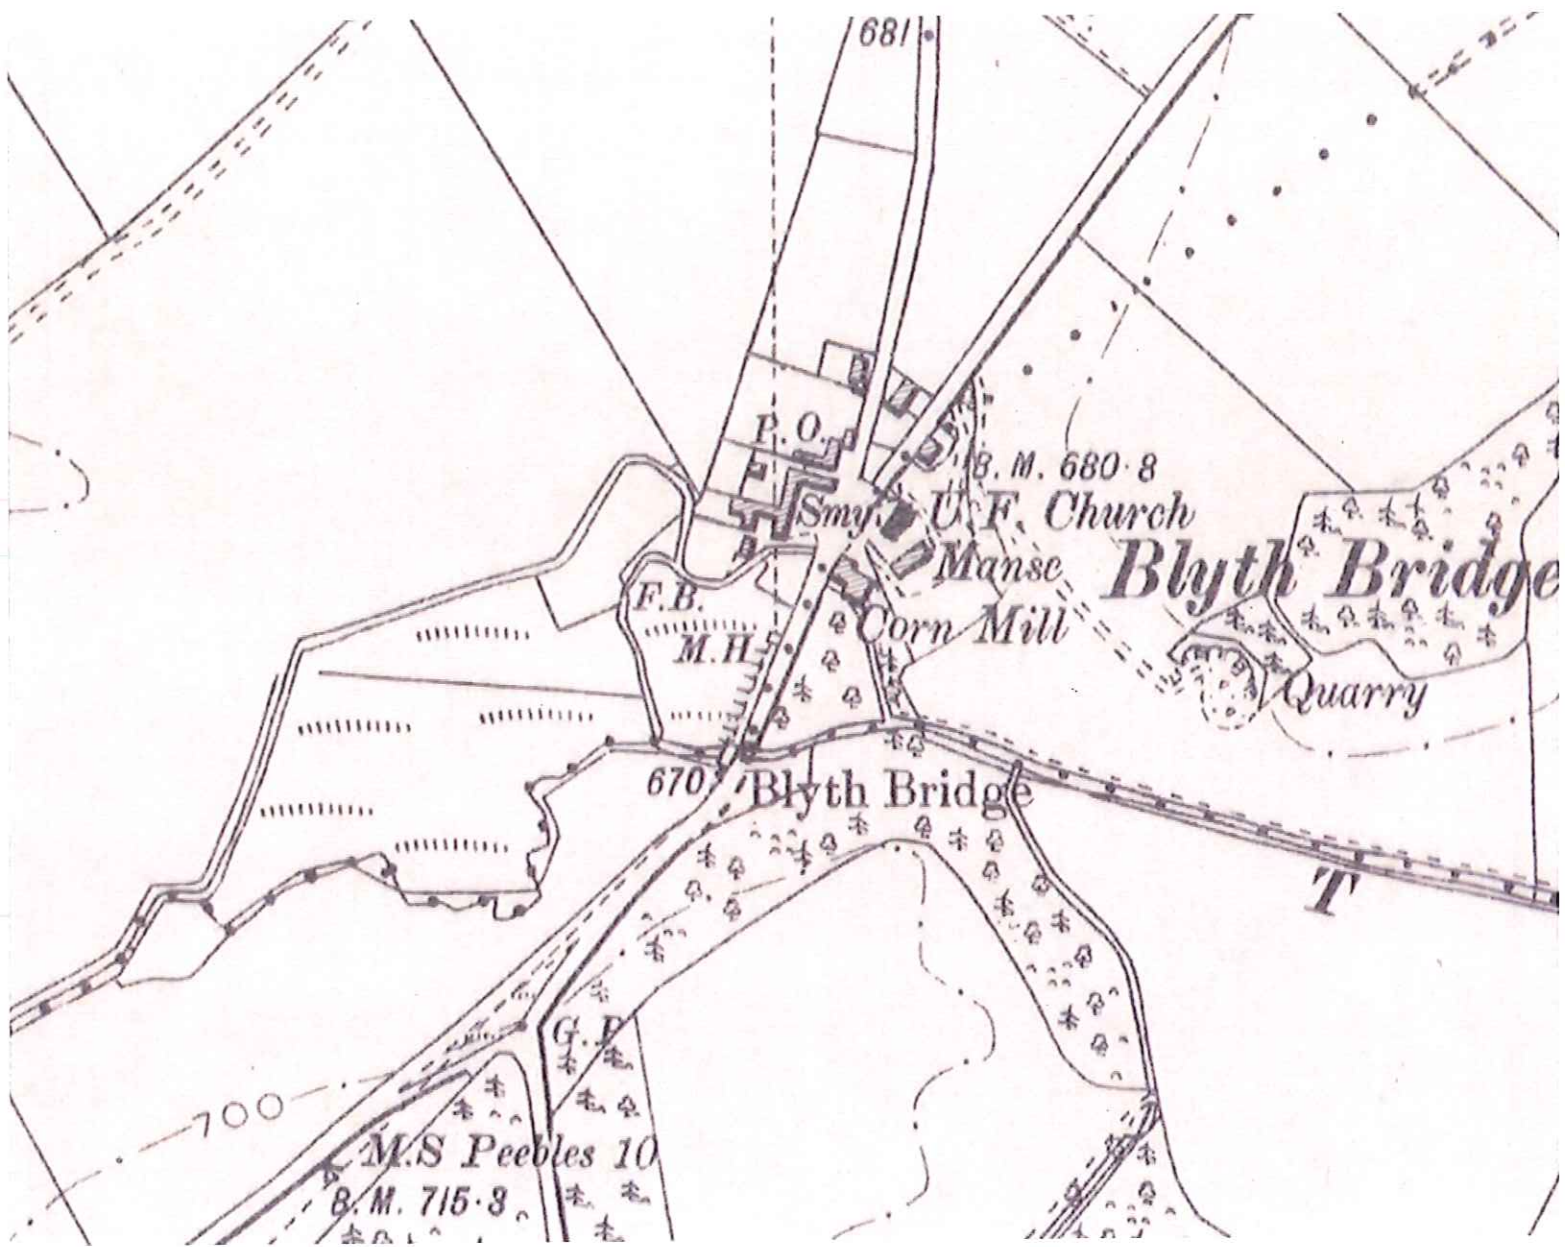 681
P. O.
B. M. 680·8
Smy.
U. F. Church
Manse
Blyth Bridge
F.B.
Corn Mill
M.H.
Quarry
670
Blyth Bridge
T
G. P.
700
M.S Peebles 10
B. M. 715·3